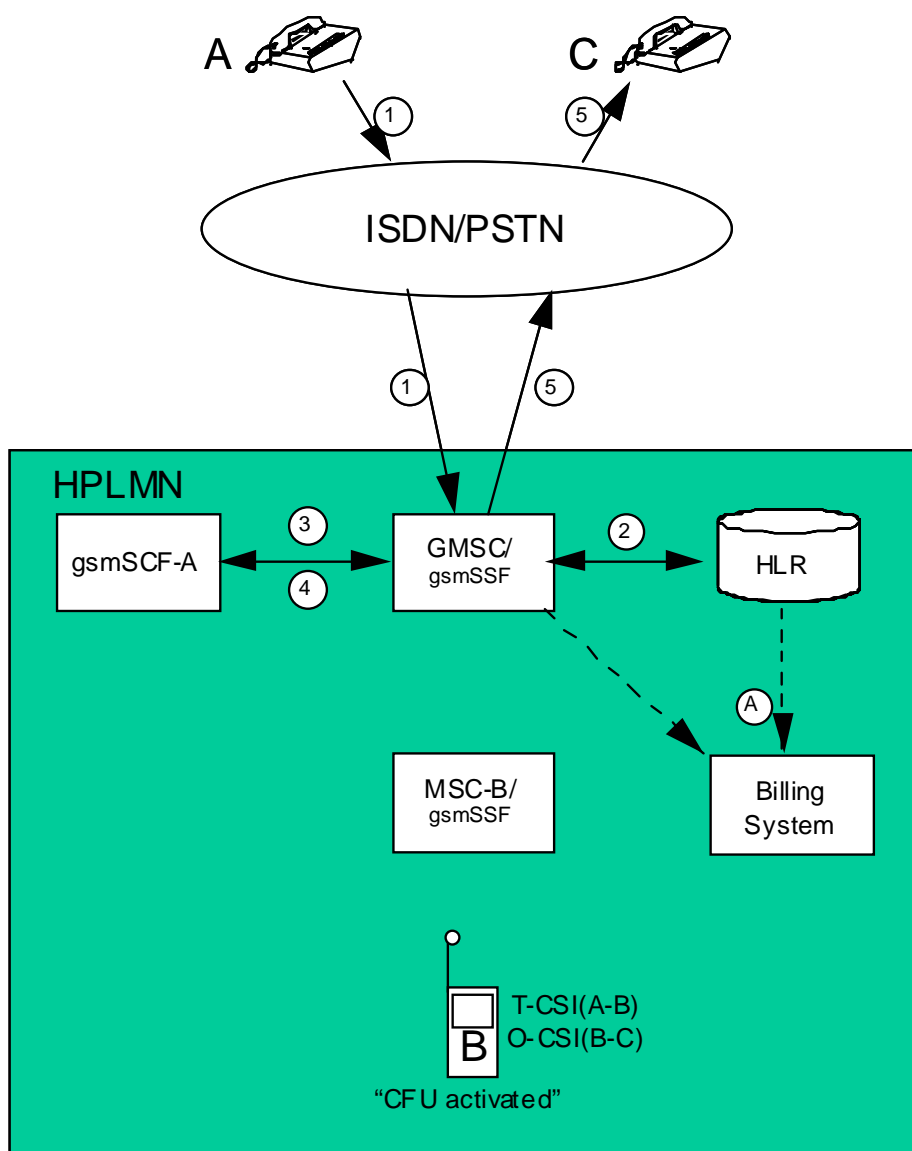 A
C
1
5
ISDN/PSTN
1
5
HPLMN
gsmSCF-A
3
4
GMSC/
gsmSSF
2
HLR
A
MSC-B/
gsmSSF
Billing
System
B
T-CSI(A-B)
O-CSI(B-C)
“CFU activated”